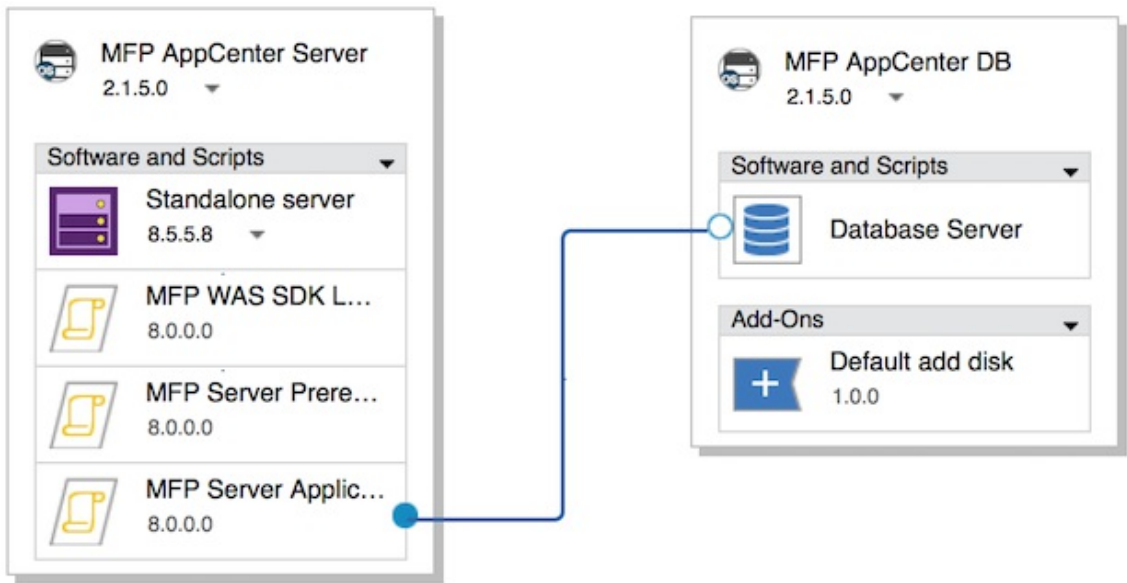 MFP AppCenter Server
2.1.5.0
Software and Scripts
Standalone server
8.5.5.8
MFP WAS SDK L...
8.0.0.0
MFP Server Prere...
8.0.0.0
MFP Server Applic...
8.0.0.0
MFP AppCenter DB
2.1.5.0
Software and Scripts
Database Server
Add-Ons
Default add disk
1.0.0